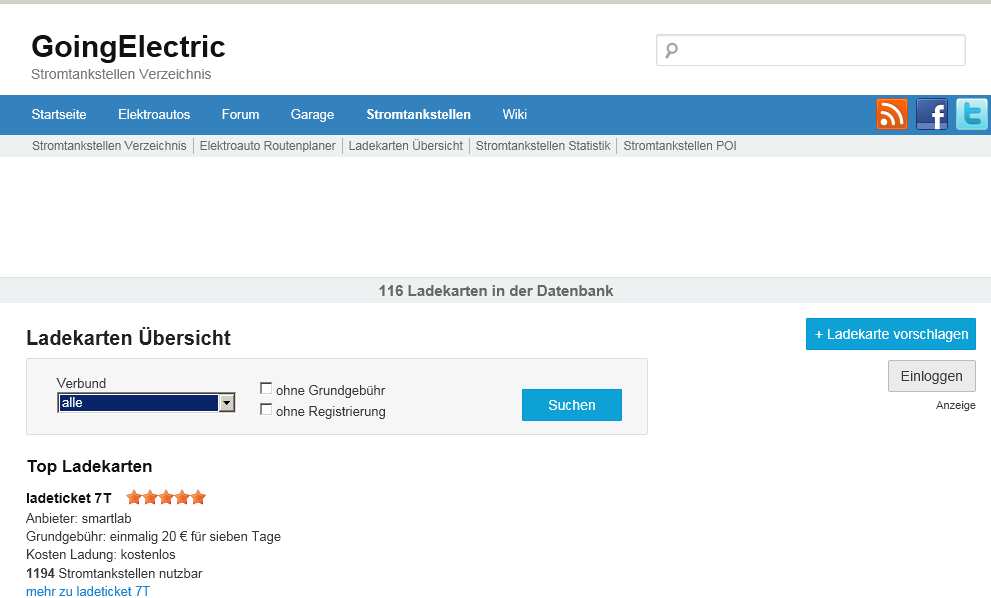 GoingElectric
Stromtankstellen Verzeichnis
Startseite Elektroautos Forum Garage Stromtankstellen Wiki
Stromtankstellen Verzeichnis Elektroauto Routenplaner Ladekarten Übersicht Stromtankstellen Statistik Stromtankstellen POI
116 Ladekarten in der Datenbank
Ladekarten Übersicht
+ Ladekarte vorschlagen
Einloggen
Anzeige
Verbund
alle
ohne Grundgebühr
ohne Registrierung
Suchen
Top Ladekarten
ladeticket 7T
Anbieter: smartlab
Grundgebühr: einmalig 20 € für sieben Tage
Kosten Ladung: kostenlos
1194 Stromtankstellen nutzbar
mehr zu ladeticket 7T